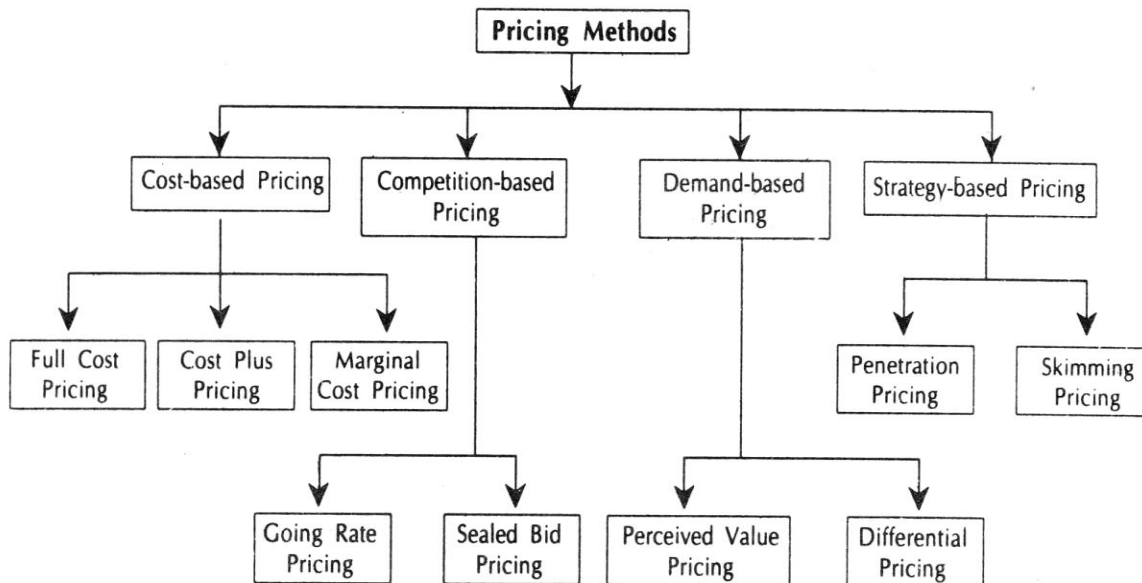 Pricing Methods
Cost-based Pricing
Competition-based
Pricing
Demand-based
Pricing
Strategy-based Pricing
Full Cost
Pricing
Cost Plus
Pricing
Marginal
Cost Pricing
Penetration
Pricing
Skimming
Pricing
Going Rate
Pricing
Sealed Bid
Pricing
Perceived Value
Pricing
Differential
Pricing